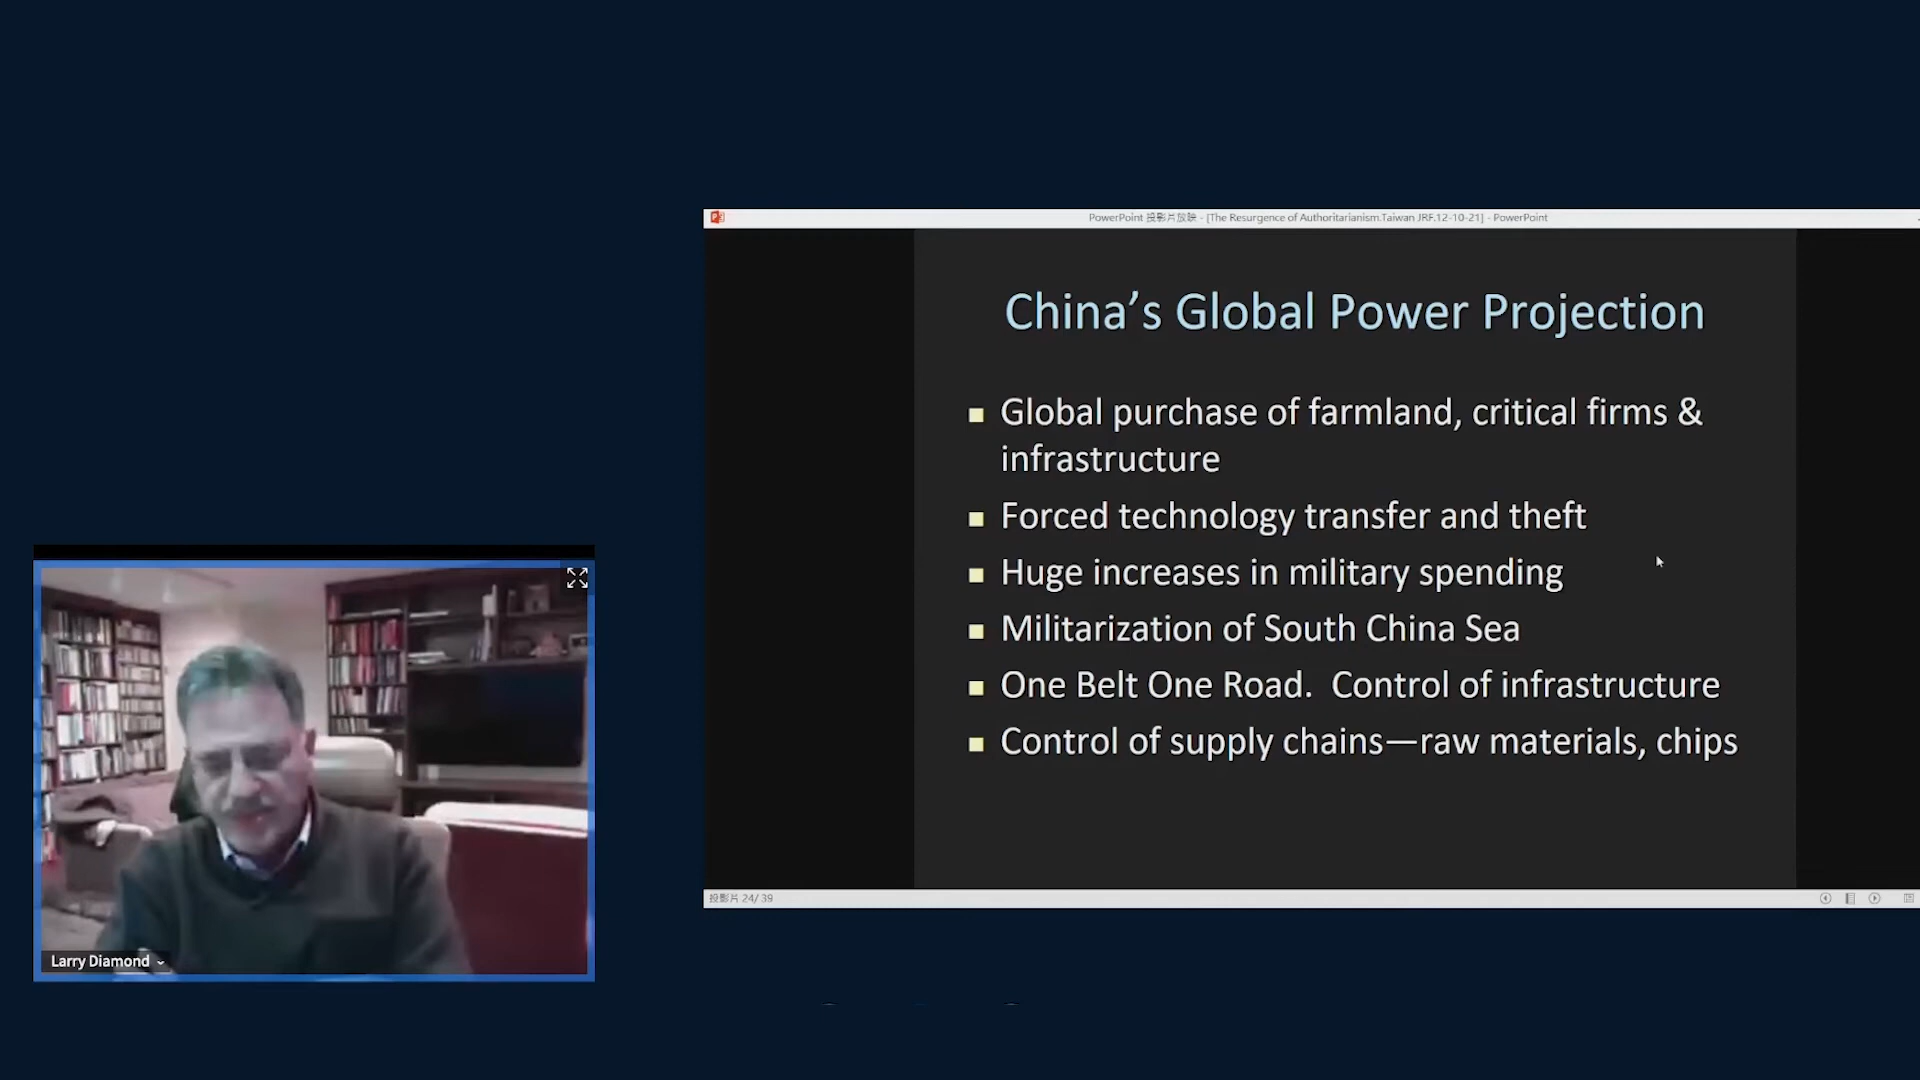 PowerPoint 投影片放映 - [The Resurgence of Authoritarianism.Taiwan JRF.12-10-21] - PowerPoint
China’s Global Power Projection
■ Global purchase of farmland, critical firms &
infrastructure
■ Forced technology transfer and theft
■ Huge increases in military spending
■ Militarization of South China Sea
■ One Belt One Road.  Control of infrastructure
■ Control of supply chains—raw materials, chips
投影片 24/ 39
Larry Diamond